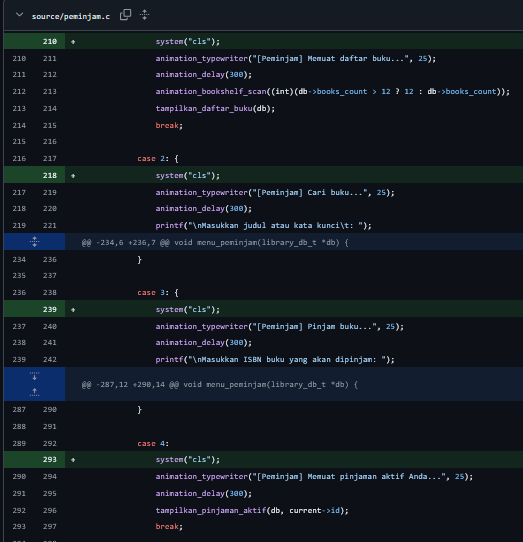 source/peminjam.c
210 + system("cls");
210 211 animation_typewriter("[Peminjam] Memuat daftar buku...", 25);
211 212 animation_delay(300);
212 213 animation_bookshelf_scan((int)(db->books_count > 12 ? 12 : db->books_count));
213 214 tampilkan_daftar_buku(db);
214 215 break;
215 216
216 217 case 2: {
218 + system("cls");
217 219 animation_typewriter("[Peminjam] Cari buku...", 25);
218 220 animation_delay(300);
219 221 printf("\nMasukkan judul atau kata kunci\t: ");
@@ -234,6 +236,7 @@ void menu_peminjam(library_db_t *db) {
234 236 }
235 237
236 238 case 3: {
239 + system("cls");
237 240 animation_typewriter("[Peminjam] Pinjam buku...", 25);
238 241 animation_delay(300);
239 242 printf("\nMasukkan ISBN buku yang akan dipinjam: ");
@@ -287,12 +290,14 @@ void menu_peminjam(library_db_t *db) {
287 290 }
288 291
289 292 case 4:
293 + system("cls");
290 294 animation_typewriter("[Peminjam] Memuat pinjaman aktif Anda...", 25);
291 295 animation_delay(300);
292 296 tampilkan_pinjaman_aktif(db, current->id);
293 297 break;